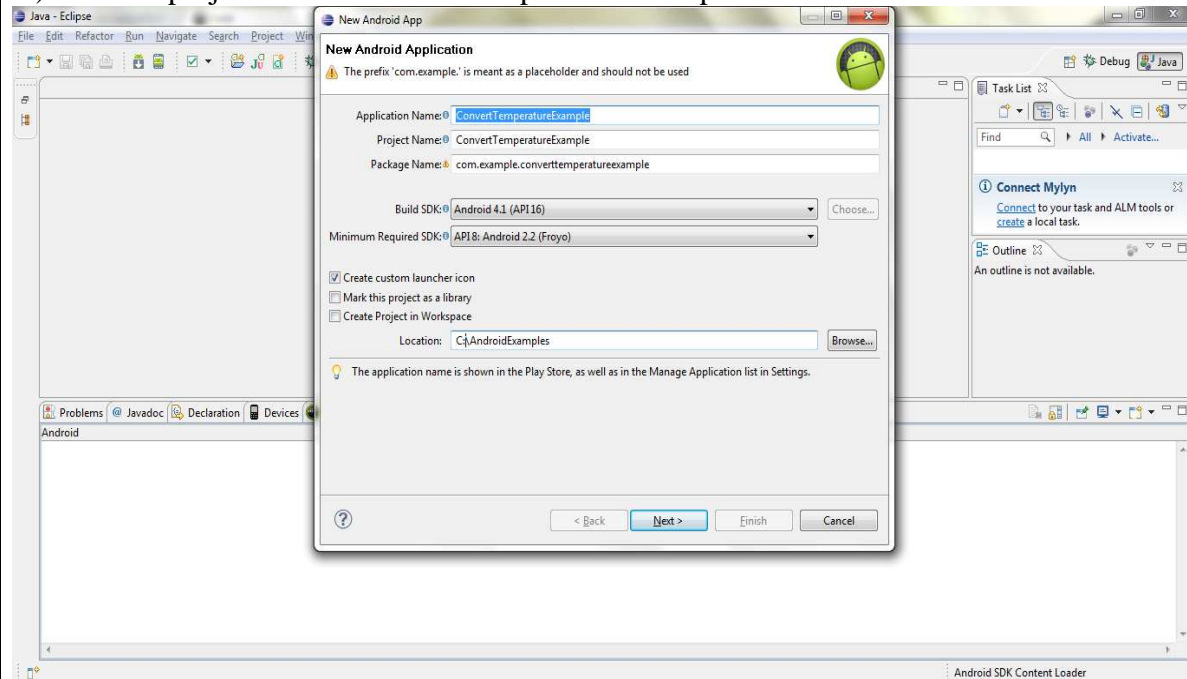 Java - Eclipse
File Edit Refactor Run Navigate Search Project Win
Debug Java
New Android App
New Android Application
The prefix 'com.example.' is meant as a placeholder and should not be used
Application Name: ConvertTemperatureExample
Project Name: ConvertTemperatureExample
Package Name: com.example.converttemperatureexample
Build SDK: Android 4.1 (API 16) Choose...
Minimum Required SDK: API 8: Android 2.2 (Froyo)
Create custom launcher icon
Mark this project as a library
Create Project in Workspace
Location: C:\AndroidExamples Browse...
The application name is shown in the Play Store, as well as in the Manage Application list in Settings.
< Back Next > Finish Cancel
Task List
Find All Activate...
Connect Mylyn
Connect to your task and ALM tools or
create a local task.
Outline
An outline is not available.
Problems @ Javadoc Declaration Devices
Android
Android SDK Content Loader